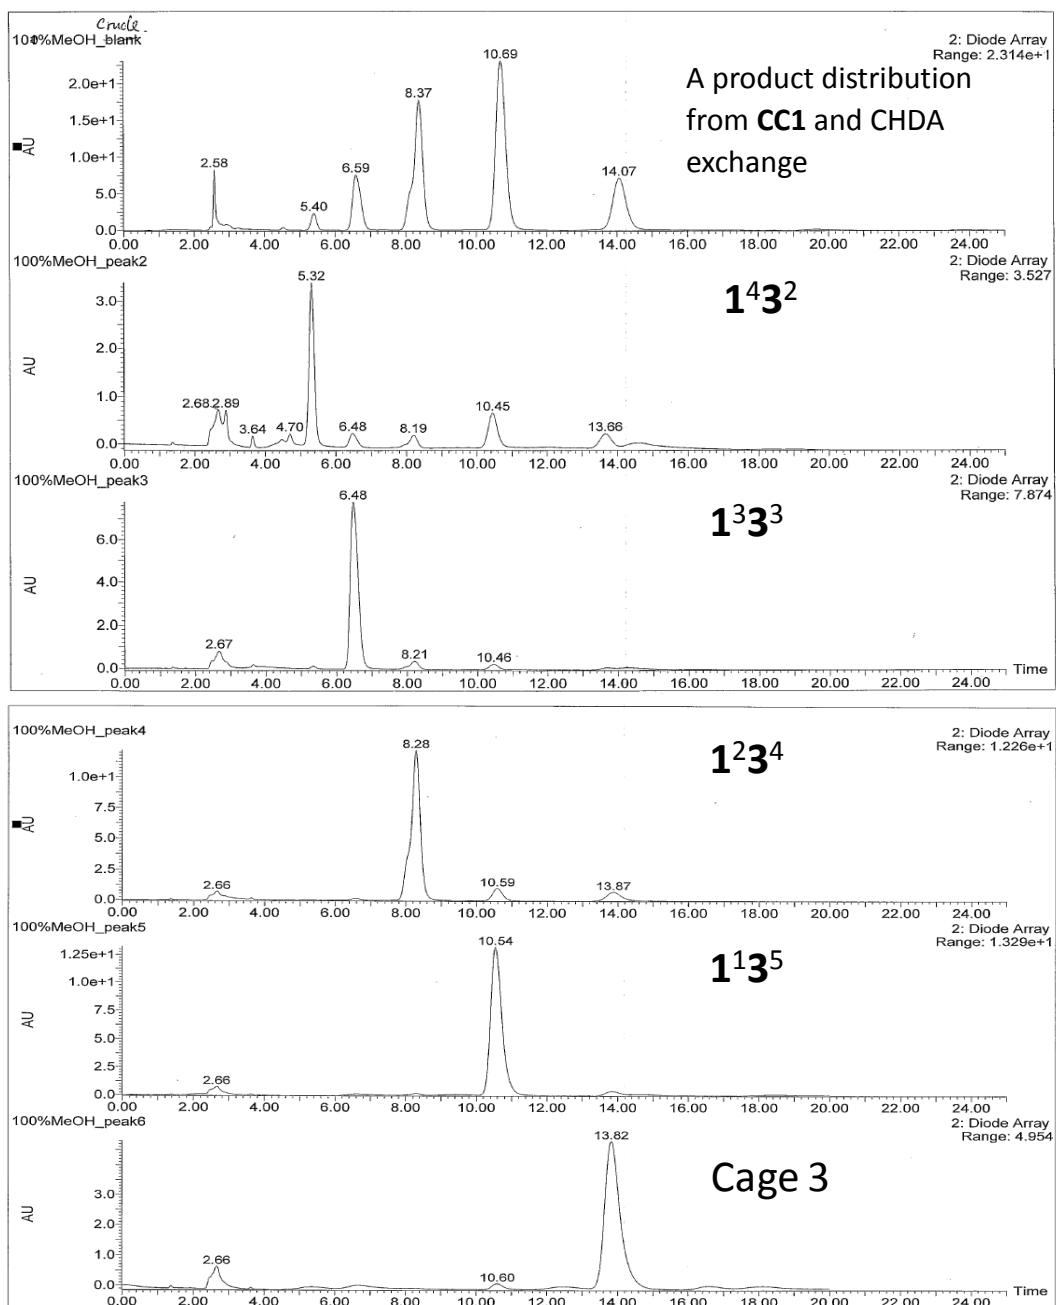 Crude.
100%MeOH_blank
2: Diode Array
Range: 2.314e+1
A product distribution
from CC1 and CHDA
exchange
10.69
8.37
2.58
6.59
14.07
5.40
2.0e+1
1.5e+1
1.0e+1
5.0
0.0
AU
0.00 2.00 4.00 6.00 8.00 10.00 12.00 14.00 16.00 18.00 20.00 22.00 24.00
100%MeOH_peak2
2: Diode Array
Range: 3.527
1⁴3²
5.32
2.68 2.89
3.64
4.70
6.48
8.19
10.45
13.66
3.0
2.0
1.0
0.0
AU
0.00 2.00 4.00 6.00 8.00 10.00 12.00 14.00 16.00 18.00 20.00 22.00 24.00
100%MeOH_peak3
2: Diode Array
Range: 7.874
1³3³
6.48
2.67
8.21
10.46
6.0
4.0
2.0
0.0
AU
Time
0.00 2.00 4.00 6.00 8.00 10.00 12.00 14.00 16.00 18.00 20.00 22.00 24.00
100%MeOH_peak4
2: Diode Array
Range: 1.226e+1
1²3⁴
8.28
2.66
10.59
13.87
1.0e+1
7.5
5.0
2.5
0.0
AU
0.00 2.00 4.00 6.00 8.00 10.00 12.00 14.00 16.00 18.00 20.00 22.00 24.00
100%MeOH_peak5
2: Diode Array
Range: 1.329e+1
1¹3⁵
10.54
2.66
1.25e+1
1.0e+1
7.5
5.0
2.5
0.0
AU
0.00 2.00 4.00 6.00 8.00 10.00 12.00 14.00 16.00 18.00 20.00 22.00 24.00
100%MeOH_peak6
2: Diode Array
Range: 4.954
Cage 3
13.82
2.66
10.60
3.0
2.0
1.0
0.0
AU
Time
0.00 2.00 4.00 6.00 8.00 10.00 12.00 14.00 16.00 18.00 20.00 22.00 24.00